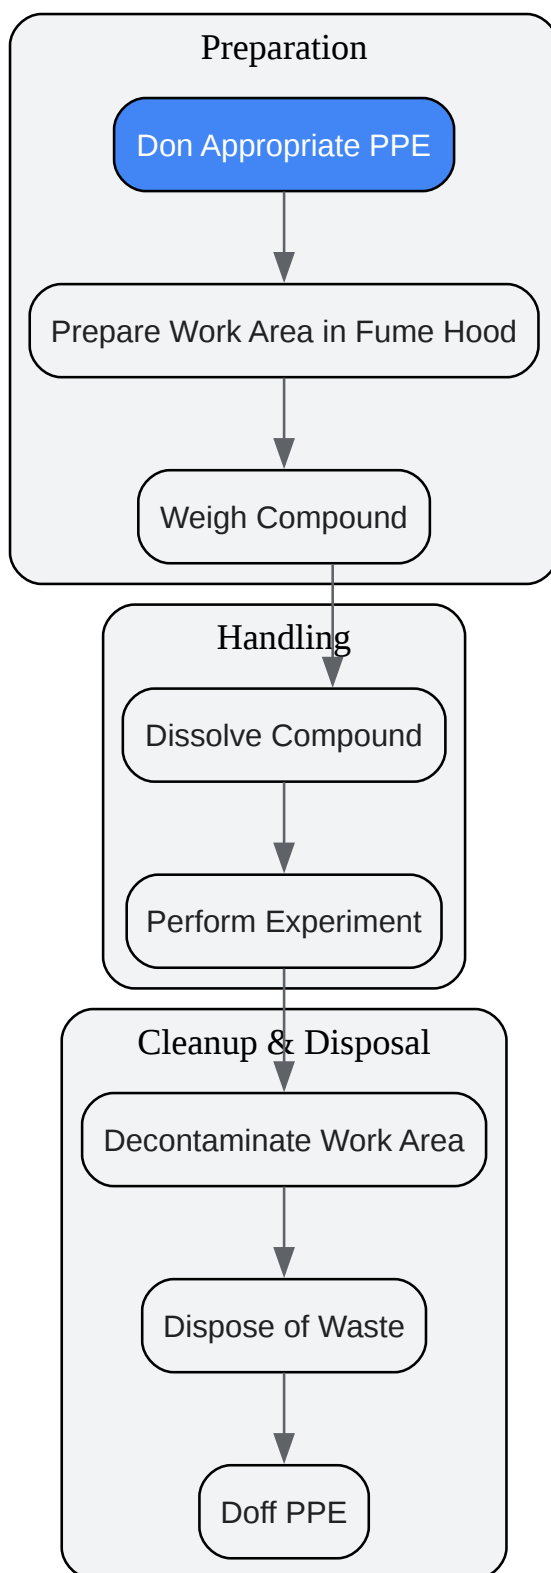 Preparation
Don Appropriate PPE
Prepare Work Area in Fume Hood
Weigh Compound
Handling
Dissolve Compound
Perform Experiment
Cleanup & Disposal
Decontaminate Work Area
Dispose of Waste
Doff PPE